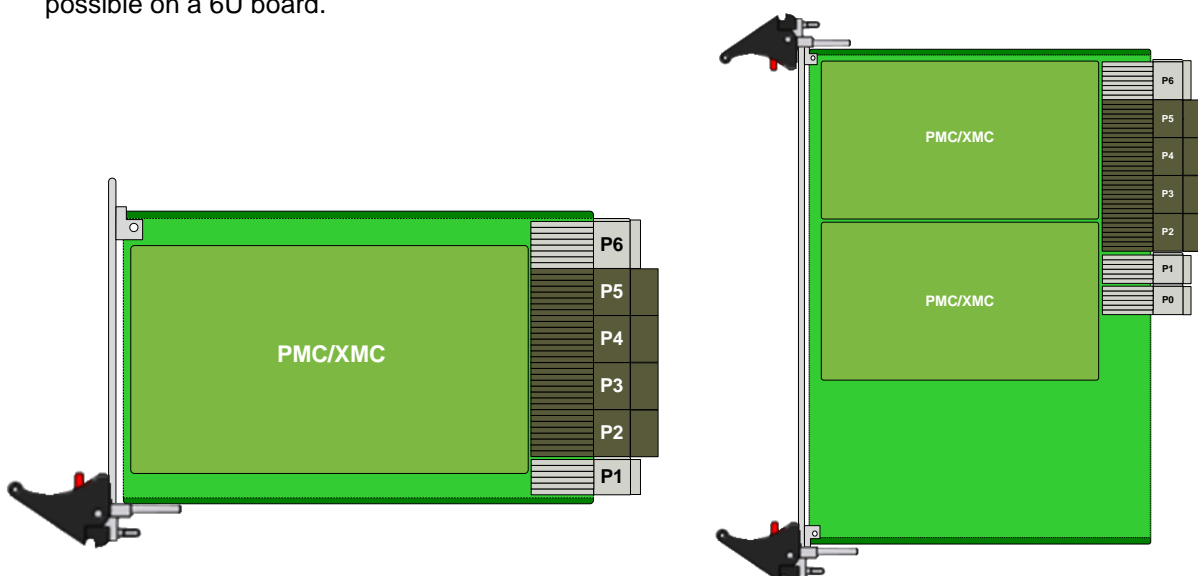 possible on a 6U board.
PMC/XMC
P6
P5
P4
P3
P2
P1
PMC/XMC
PMC/XMC
P6
P5
P4
P3
P2
P1
P0